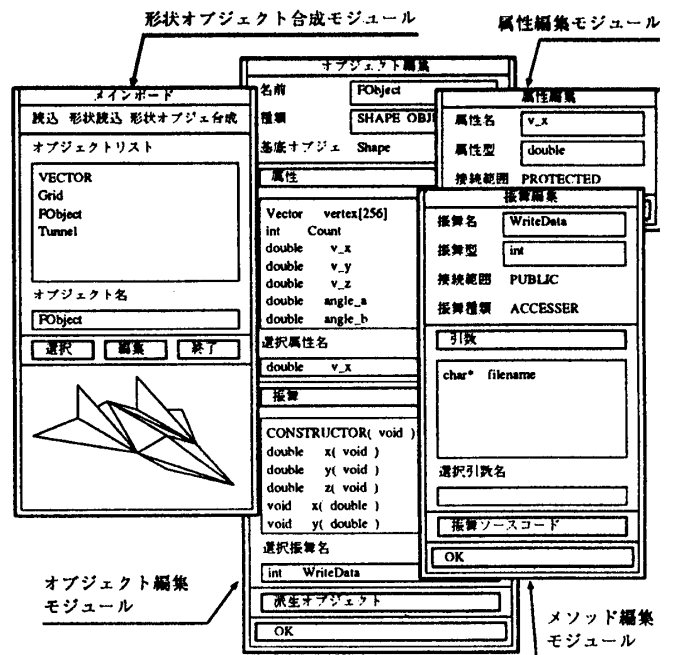 形状オブジェクト合成モジュール
属性編集モジュール
メインボード
読込 形状読込 形状オブジェ合成
オブジェクトリスト
VECTOR
Grid
FObject
Tunnel
オブジェクト名
FObject
選択 編集 終了
オブジェクト編集
名前 FObject
種類 SHAPE OBJ
基底オブジェ Shape
属性
Vector vertex[256]
int Count
double v_x
double v_y
double v_z
double angle_a
double angle_b
選択属性名
double v_x
振舞
CONSTRUCTOR( void )
double x( void )
double y( void )
double z( void )
void x( double )
void y( double )
選択振舞名
int WriteData
派生オブジェクト
OK
属性編集
属性名 v_x
属性型 double
接続範囲 PROTECTED
振舞編集
振舞名 WriteData
振舞型 int
接続範囲 PUBLIC
振舞種類 ACCESSER
引数
char* filename
選択引数名
振舞ソースコード
OK
オブジェクト編集
モジュール
メソッド編集
モジュール